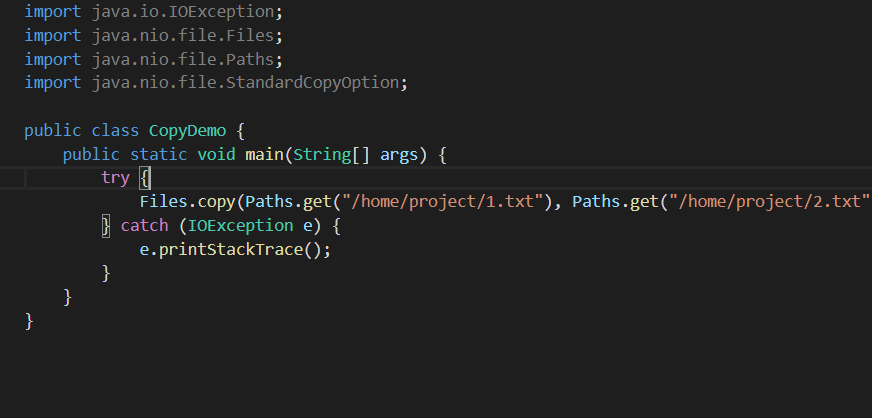 import java.io.IOException;
import java.nio.file.Files;
import java.nio.file.Paths;
import java.nio.file.StandardCopyOption;

public class CopyDemo {
    public static void main(String[] args) {
        try {
            Files.copy(Paths.get("/home/project/1.txt"), Paths.get("/home/project/2.txt"
        } catch (IOException e) {
            e.printStackTrace();
        }
    }
}